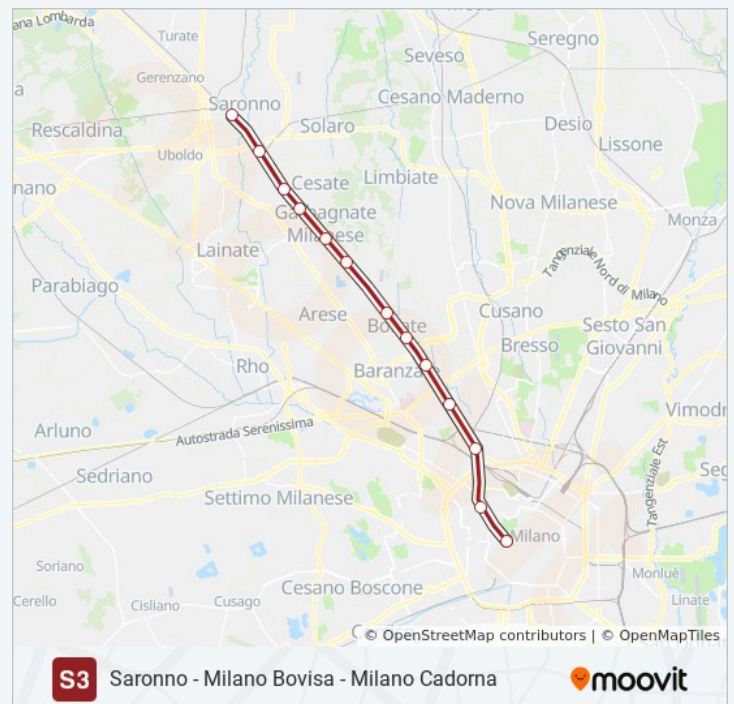 ana Lombarda
Turate
Seregno
Seveso
Gerenzano
a
Saronno
Cesano Maderno
Rescaldina
Solaro
Desio
Lissone
Uboldo
nano
Cesate
Limbiate
Garbagnate
Milanese
Nova Milanese
Monza
Lainate
Tangenziale Nord di Milano
Parabiago
Arese
Bollate
Cusano
Sesto San
Giovanni
Bresso
Rho
Baranzate
Arluno
Autostrada Serenissima
Vimodr
Sedriano
Settimo Milanese
Tangenziale Est
Seg
Milano
Soriano
Monluè
Cesano Boscone
Cerello
Cisliano
Cusago
Linate
© OpenStreetMap contributors | © OpenMapTiles
S3
Saronno - Milano Bovisa - Milano Cadorna
moovit